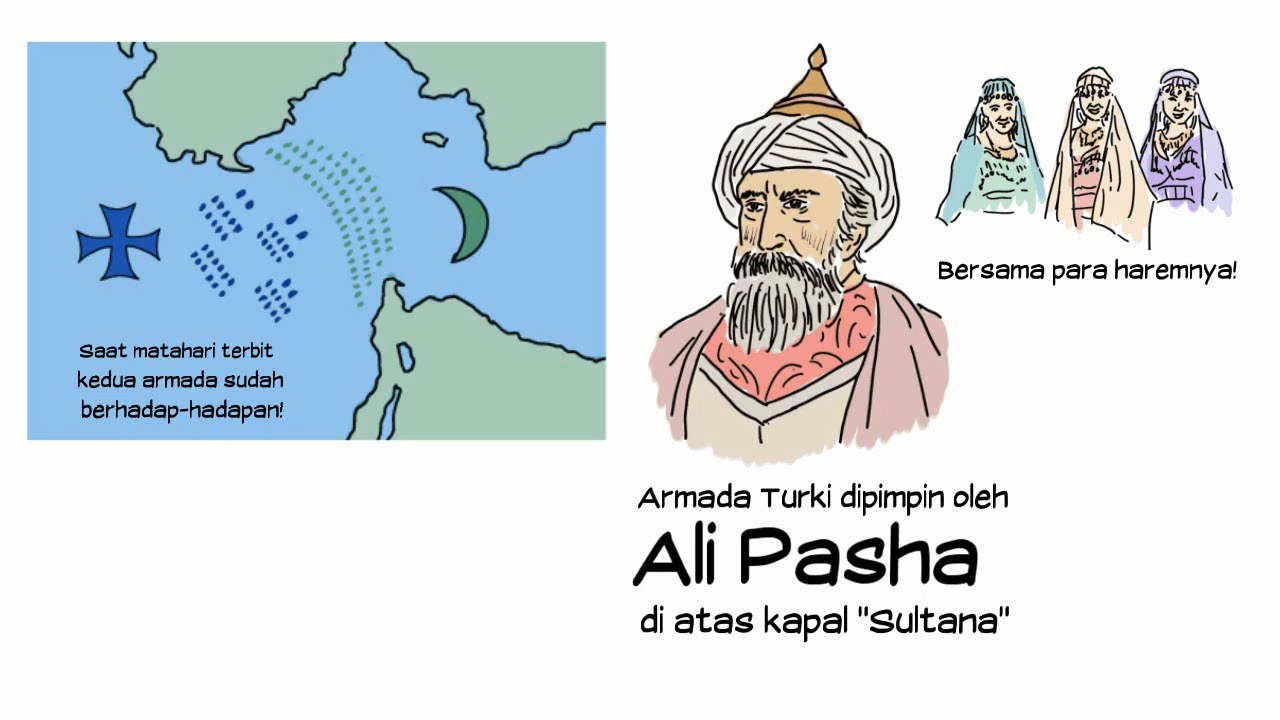 Saat matahari terbit
kedua armada sudah
berhadap-hadapan!
Bersama para haremnya!
Armada Turki dipimpin oleh
Ali Pasha
di atas kapal "Sultana"